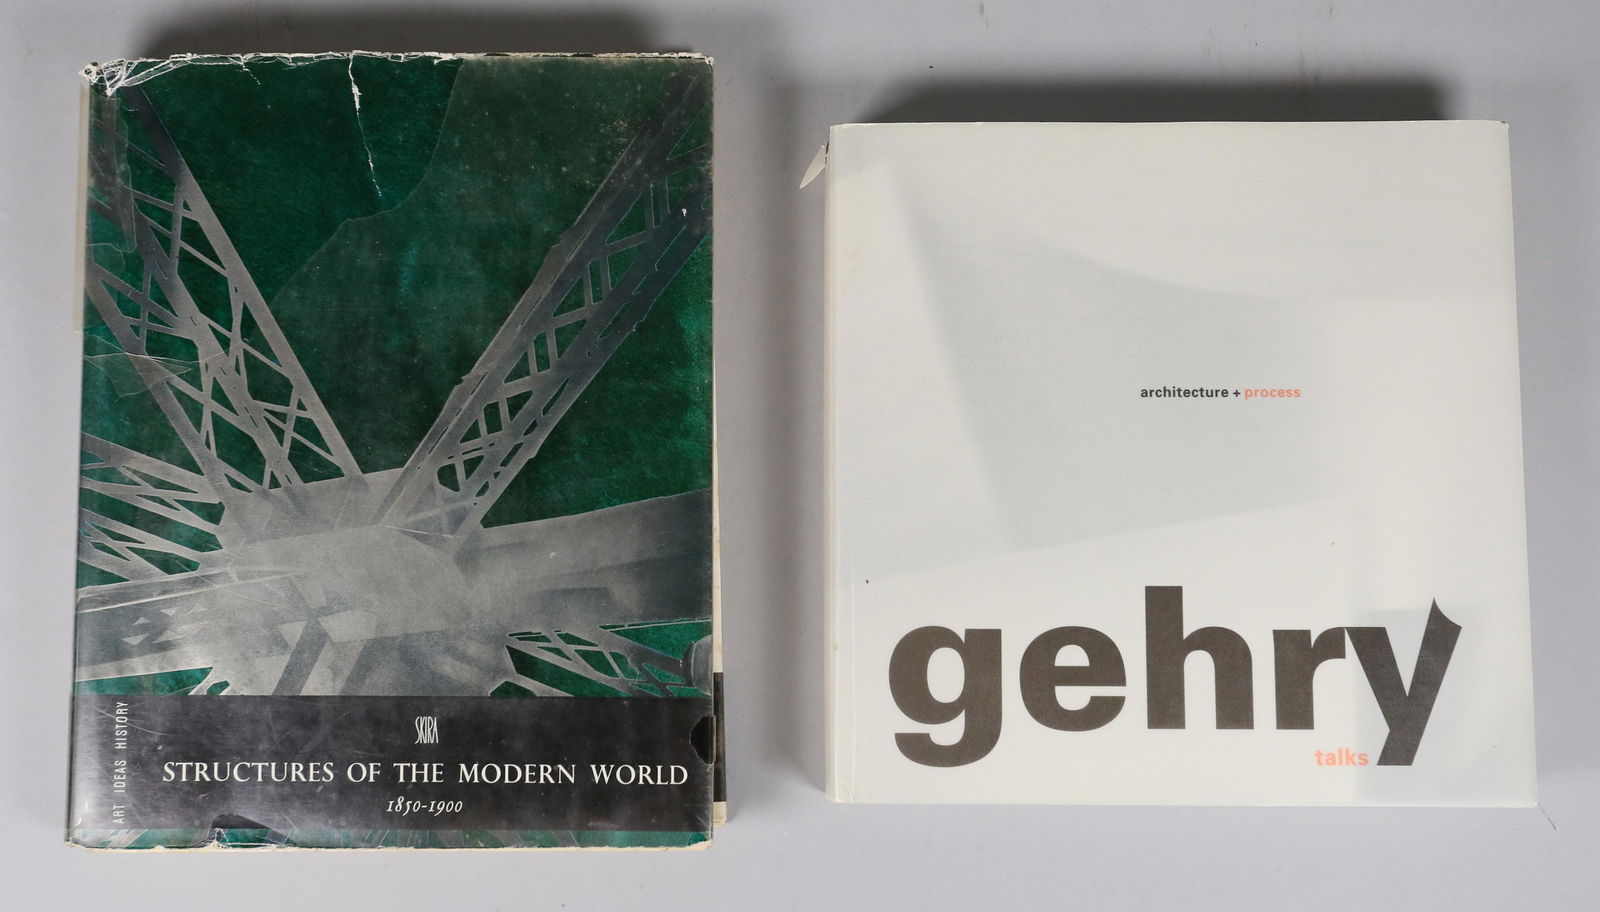 SKIRA
ART IDEAS HISTORY
STRUCTURES OF THE MODERN WORLD
1850-1900
architecture + process
gehry
talks